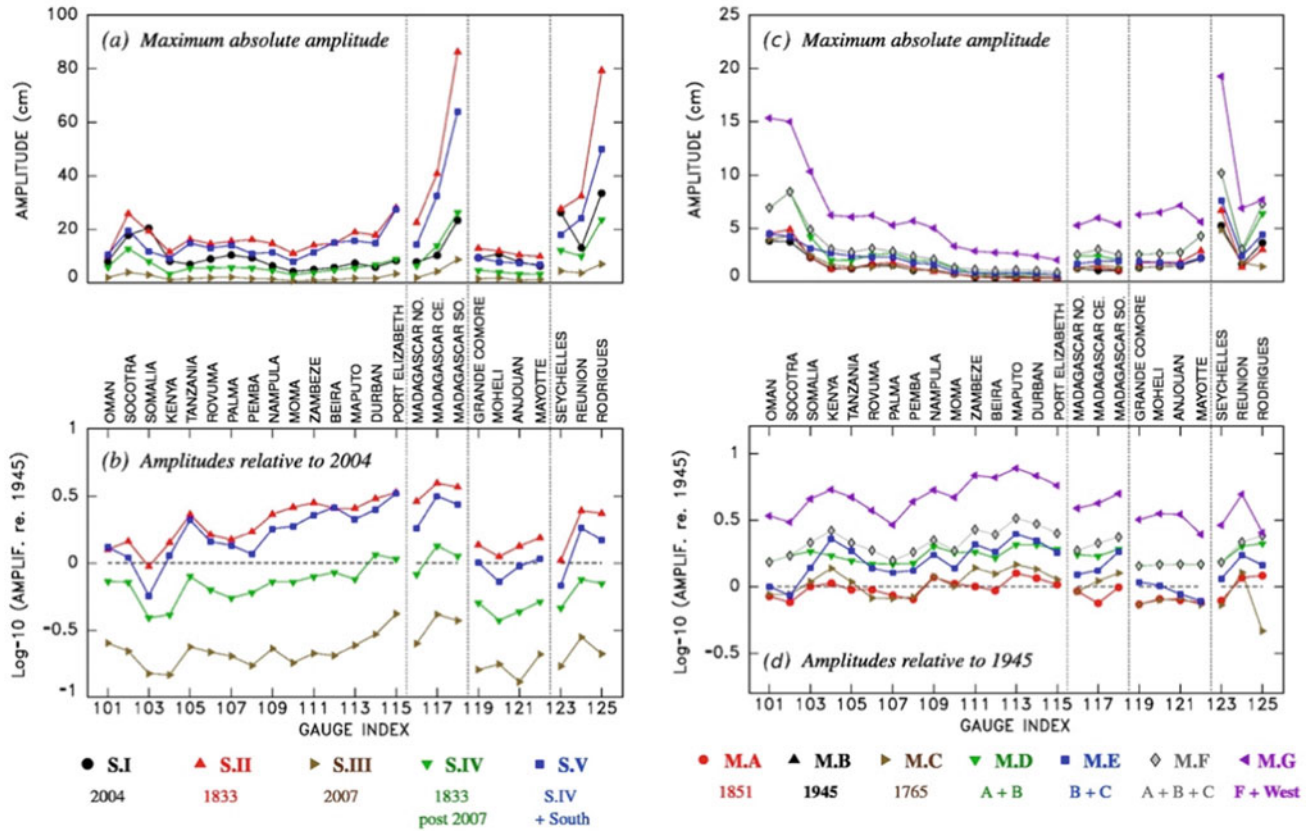 (a) Maximum absolute amplitude
AMPLITUDE (cm)
100
80
60
40
20
0
(c) Maximum absolute amplitude
AMPLITUDE (cm)
25
20
15
10
5
0
OMAN
SOCOTRA
SOMALIA
KENYA
TANZANIA
ROVUMA
PALMA
PEMBA
NAMPULA
MOMA
ZAMBEZE
BEIRA
MAPUTO
DURBAN
PORT ELIZABETH
MADAGASCAR NO.
MADAGASCAR CE.
MADAGASCAR SO.
GRANDE COMORE
MOHELI
ANJOUAN
MAYOTTE
SEYCHELLES
REUNION
RODRIGUES
OMAN
SOCOTRA
SOMALIA
KENYA
TANZANIA
ROVUMA
PALMA
PEMBA
NAMPULA
MOMA
ZAMBEZE
BEIRA
MAPUTO
DURBAN
PORT ELIZABETH
MADAGASCAR NO.
MADAGASCAR CE.
MADAGASCAR SO.
GRANDE COMORE
MOHELI
ANJOUAN
MAYOTTE
SEYCHELLES
REUNION
RODRIGUES
(b) Amplitudes relative to 2004
Log-10 (AMPLIF. re. 1945)
1
0.5
0
-0.5
-1
101 103 105 107 109 111 113 115 117 119 121 123 125
GAUGE INDEX
(d) Amplitudes relative to 1945
Log-10 (AMPLIF. re. 1945)
1
0.5
0
-0.5
101 103 105 107 109 111 113 115 117 119 121 123 125
GAUGE INDEX
S.I S.II S.III S.IV S.V
2004 1833 2007 1833 S.IV
post 2007 + South
M.A M.B M.C M.D M.E M.F M.G
1851 1945 1765 A + B B + C A + B + C F + West